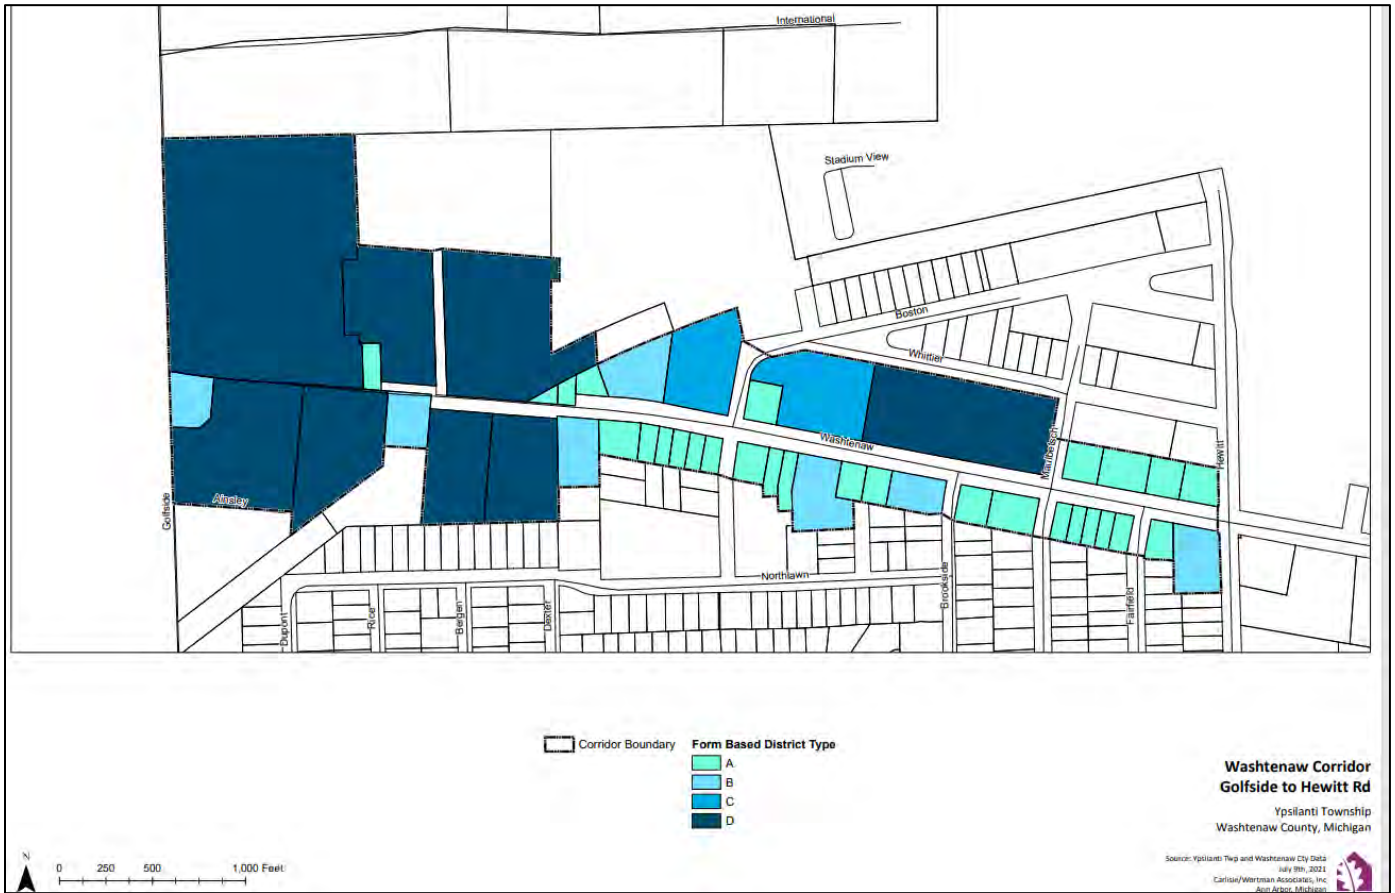 International
Stadium View
Boston
Whittier
Washtenaw
Maulbetsch
Hewitt
Golfside
Ainsley
Northlawn
Dupont
Rice
Bergen
Dexter
Brookside
Fairfield
Corridor Boundary
Form Based District Type
A
B
C
D
Washtenaw Corridor
Golfside to Hewitt Rd
Ypsilanti Township
Washtenaw County, Michigan
Source: Ypsilanti Twp and Washtenaw Cty Data
July 9th, 2021
Carlisle/Wortman Associates, Inc
Ann Arbor, Michigan
N
0 250 500 1,000 Feet